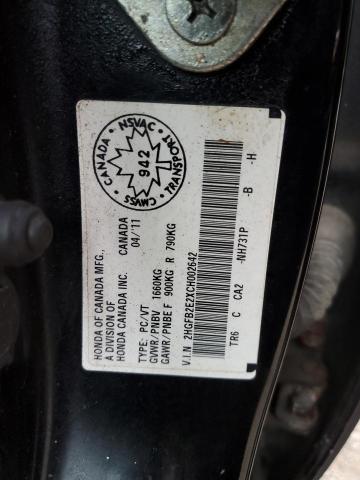 HONDA OF CANADA MFG.,
A DIVISION OF
HONDA CANADA INC. CANADA
04/11
TYPE: PC/VT
GVWR/PNBV 1660KG
GAWR/PNBE F 900KG R 790KG
V.I.N 2HGFB2E2XCH002642
TR6 C CA2 -NH731P -B -H
CANADA NSVAC
942
CMVSS TRANSPORT